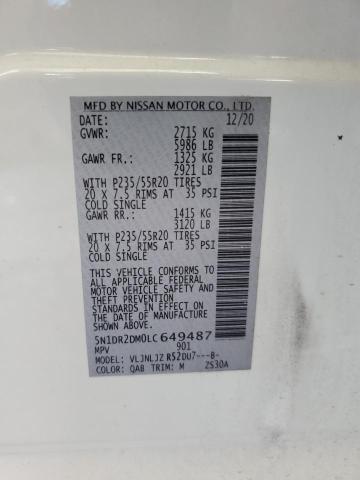 MFD BY NISSAN MOTOR CO., LTD.
DATE: 12/20
GVWR: 2715 KG
5986 LB
GAWR FR.: 1325 KG
2921 LB
WITH P235/55R20 TIRES
20 X 7.5 RIMS AT 35 PSI
COLD SINGLE
GAWR RR.: 1415 KG
3120 LB
WITH P235/55R20 TIRES
20 X 7.5 RIMS AT 35 PSI
COLD SINGLE
THIS VEHICLE CONFORMS TO
ALL APPLICABLE FEDERAL
MOTOR VEHICLE SAFETY AND
THEFT PREVENTION
STANDARDS IN EFFECT ON
THE DATE OF MANUFACTURE
SHOWN ABOVE.
5N1DR2DM0LC649487
MPV 901
MODEL: VLJNLJZ R52DU7---B-
COLOR: QAB TRIM: M ZS30A